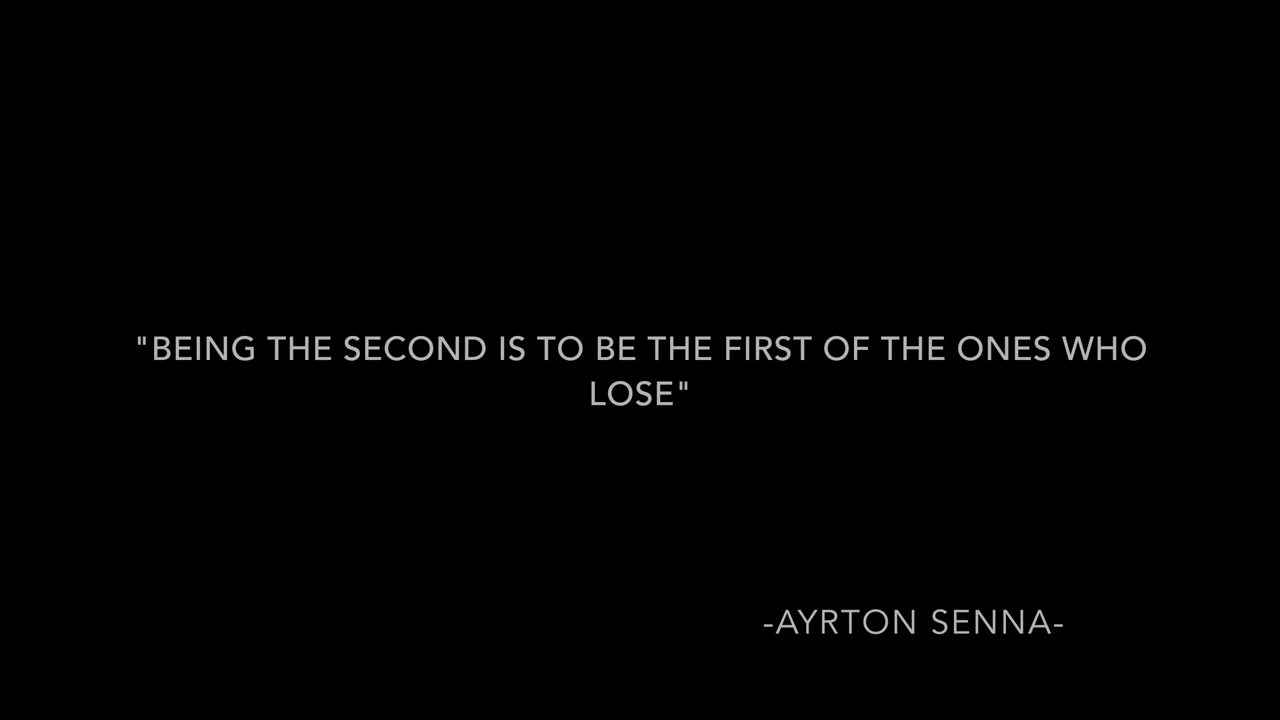 "BEING THE SECOND IS TO BE THE FIRST OF THE ONES WHO
LOSE"
-AYRTON SENNA-